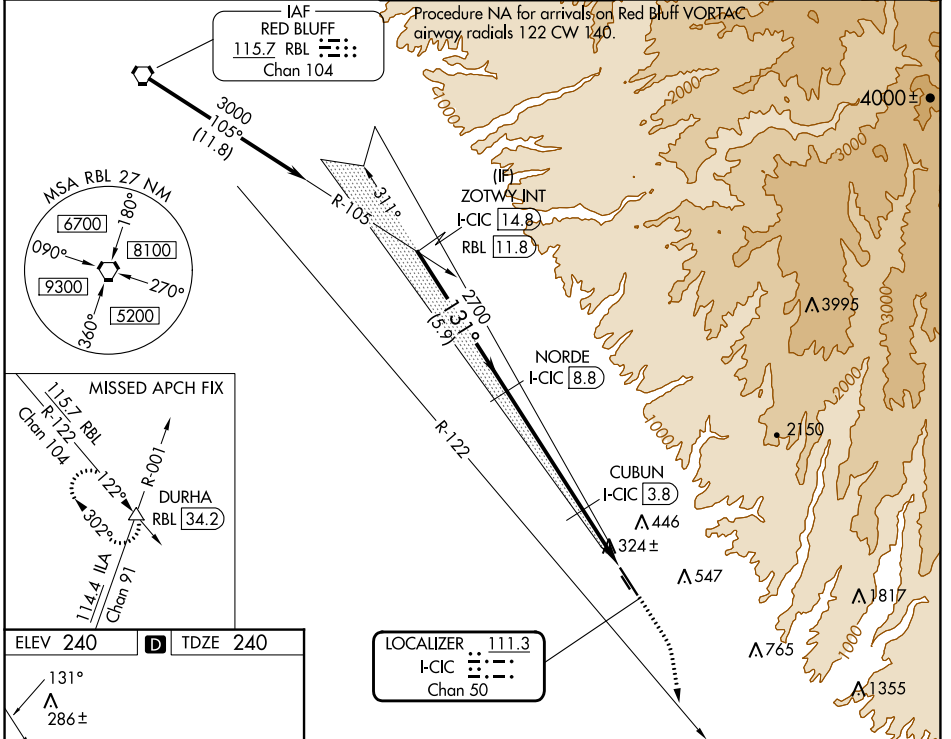 IAF
RED BLUFF
115.7 RBL
Chan 104
Procedure NA for arrivals on Red Bluff VORTAC
airway radials 122 CW 140.
3000
105°
(11.8)
2000
4000±
3000
MSA RBL 27 NM
180°
6700
8100
090°
270°
9300
5200
360°
R-105
311°
(IF)
ZOTWY INT
I-CIC 14.8
RBL 11.8
2700
131°
(5.9)
3995
3000
NORDE
I-CIC 8.8
2000
1000
2150
R-122
MISSED APCH FIX
115.7 RBL
R-122
Chan 104
R-001
122°
302°
DURHA
RBL 34.2
114.4 ILA
Chan 91
CUBUN
I-CIC 3.8
446
324±
547
1817
1000
765
1355
LOCALIZER 111.3
I-CIC
Chan 50
ELEV 240 D TDZE 240
131°
286±